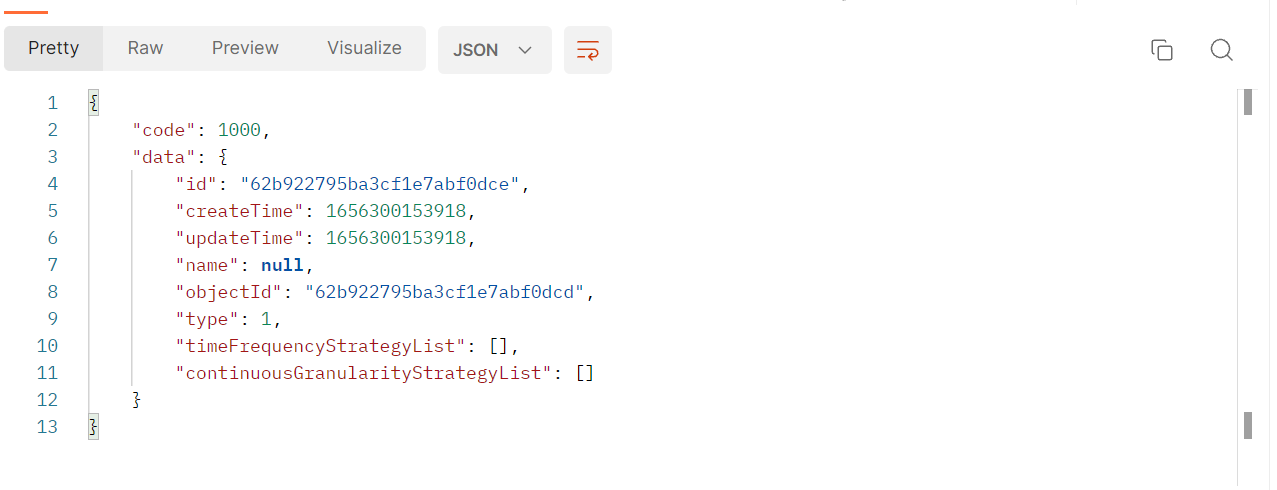 Pretty Raw Preview Visualize JSON
1 {
2 "code": 1000,
3 "data": {
4 "id": "62b922795ba3cf1e7abf0dce",
5 "createTime": 1656300153918,
6 "updateTime": 1656300153918,
7 "name": null,
8 "objectId": "62b922795ba3cf1e7abf0dcd",
9 "type": 1,
10 "timeFrequencyStrategyList": [],
11 "continuousGranularityStrategyList": []
12 }
13 }